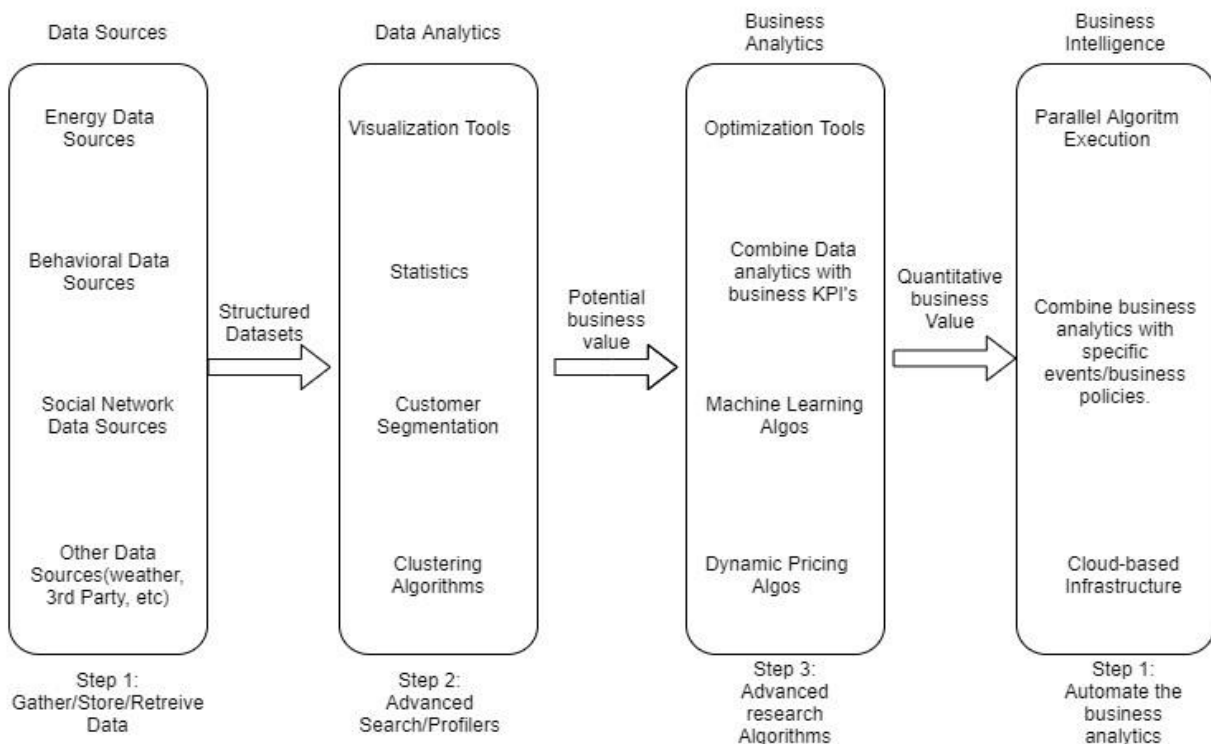 Data Sources
Energy Data
Sources
Behavioral Data
Sources
Social Network
Data Sources
Other Data
Sources(weather,
3rd Party, etc)
Step 1:
Gather/Store/Retreive
Data
Structured
Datasets
Data Analytics
Visualization Tools
Statistics
Customer
Segmentation
Clustering
Algorithms
Step 2:
Advanced
Search/Profilers
Potential
business
value
Business
Analytics
Optimization Tools
Combine Data
analytics with
business KPI's
Machine Learning
Algos
Dynamic Pricing
Algos
Step 3:
Advanced
research
Algorithms
Quantitative
business
Value
Business
Intelligence
Parallel Algoritm
Execution
Combine business
analytics with
specific
events/business
policies.
Cloud-based
Infrastructure
Step 1:
Automate the
business
analytics